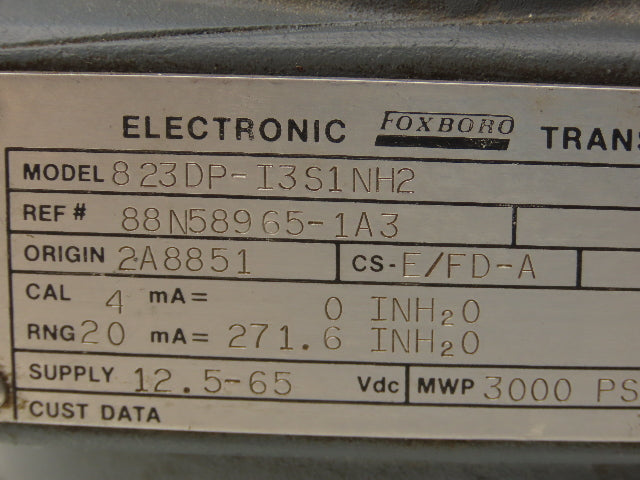 ELECTRONIC FOXBORO TRANS
MODEL 823DP-I3S1NH2
REF # 88N58965-1A3
ORIGIN 2A8851 CS-E/FD-A
CAL 4 mA= 0 INH₂O
RNG 20 mA= 271.6 INH₂O
SUPPLY 12.5-65 Vdc MWP 3000 PS
CUST DATA